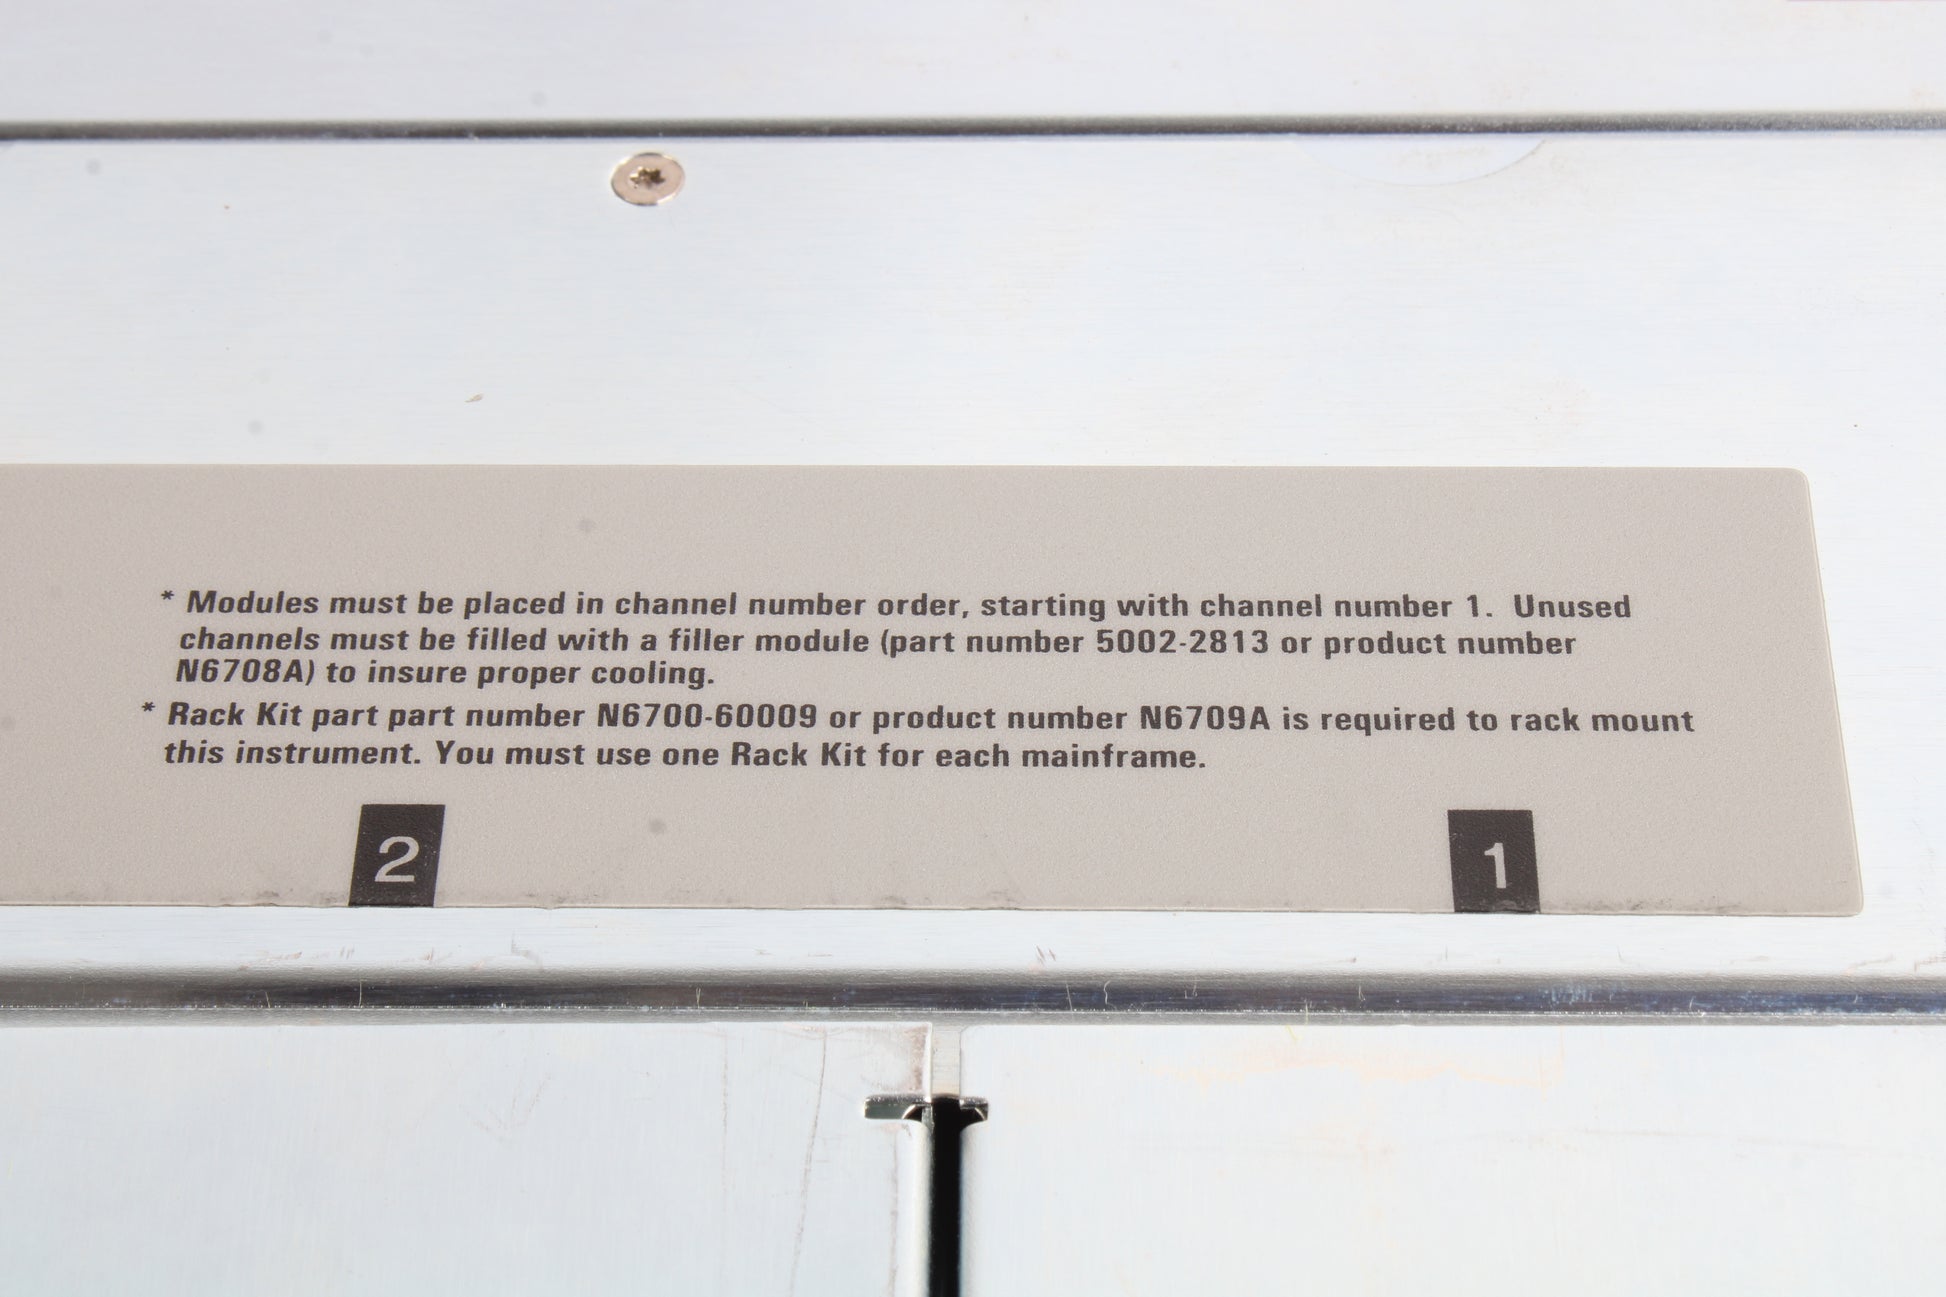 * Modules must be placed in channel number order, starting with channel number 1.  Unused
channels must be filled with a filler module (part number 5002-2813 or product number
N6708A) to insure proper cooling.
* Rack Kit part part number N6700-60009 or product number N6709A is required to rack mount
this instrument. You must use one Rack Kit for each mainframe.
2
1